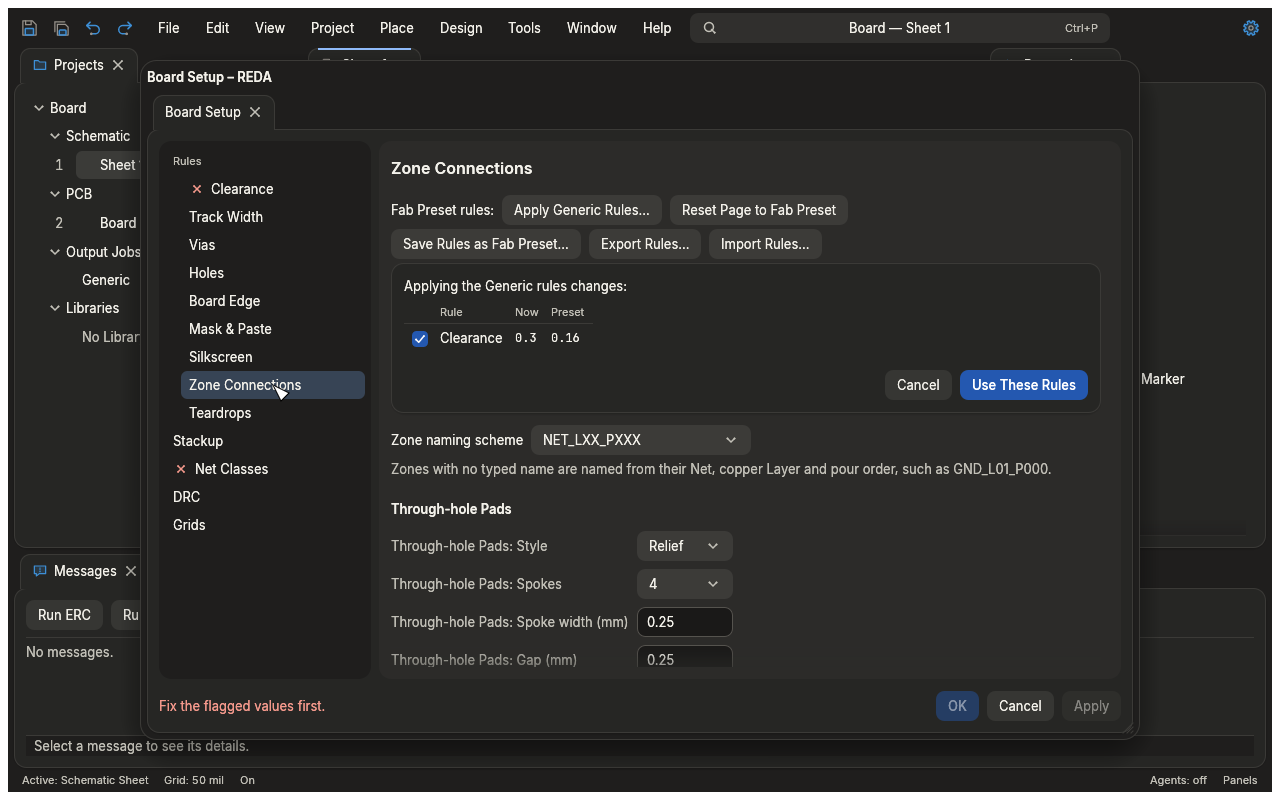 File Edit View Project Place Design Tools Window Help Board — Sheet 1 Ctrl+P
Projects
Board Setup – REDA
Board Setup
Board
Schematic
1 Sheet
PCB
2 Board
Output Jobs
Generic
Libraries
No Librar
Rules
Clearance
Track Width
Vias
Holes
Board Edge
Mask & Paste
Silkscreen
Zone Connections
Teardrops
Stackup
Net Classes
DRC
Grids
Zone Connections
Fab Preset rules: Apply Generic Rules... Reset Page to Fab Preset
Save Rules as Fab Preset... Export Rules... Import Rules...
Applying the Generic rules changes:
Rule Now Preset
Clearance 0.3 0.16
Cancel Use These Rules
Zone naming scheme NET_LXX_PXXX
Zones with no typed name are named from their Net, copper Layer and pour order, such as GND_L01_P000.
Through-hole Pads
Through-hole Pads: Style Relief
Through-hole Pads: Spokes 4
Through-hole Pads: Spoke width (mm) 0.25
Through-hole Pads: Gap (mm) 0.25
Marker
Fix the flagged values first.
OK Cancel Apply
Messages
Run ERC Ru
No messages.
Select a message to see its details.
Active: Schematic Sheet Grid: 50 mil On Agents: off Panels